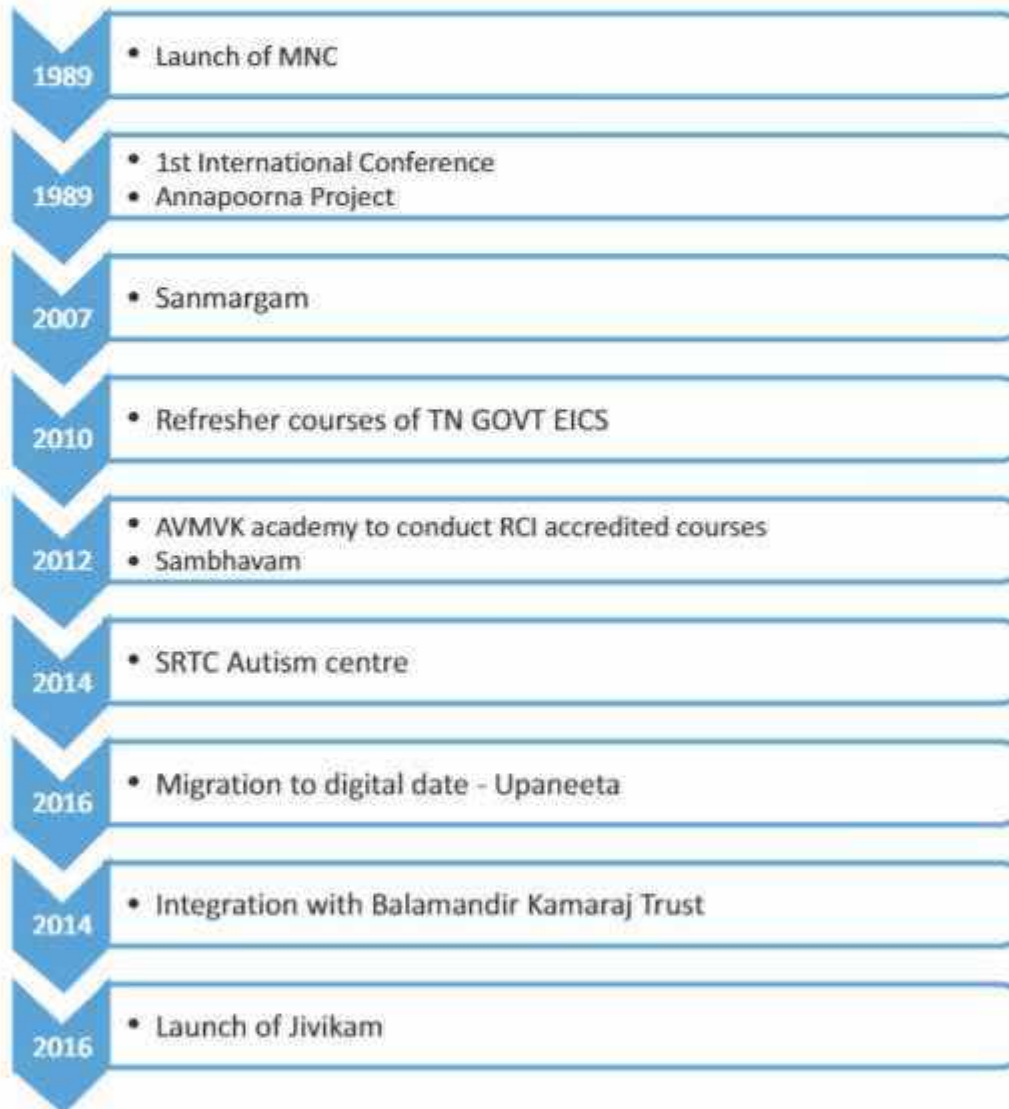 1989
• Launch of MNC
1989
• 1st International Conference
• Annapoorna Project
2007
• Sanmargam
2010
• Refresher courses of TN GOVT EICS
2012
• AVMVK academy to conduct RCI accredited courses
• Sambhavam
2014
• SRTC Autism centre
2016
• Migration to digital date - Upaneeta
2014
• Integration with Balamandir Kamaraj Trust
2016
• Launch of Jivikam